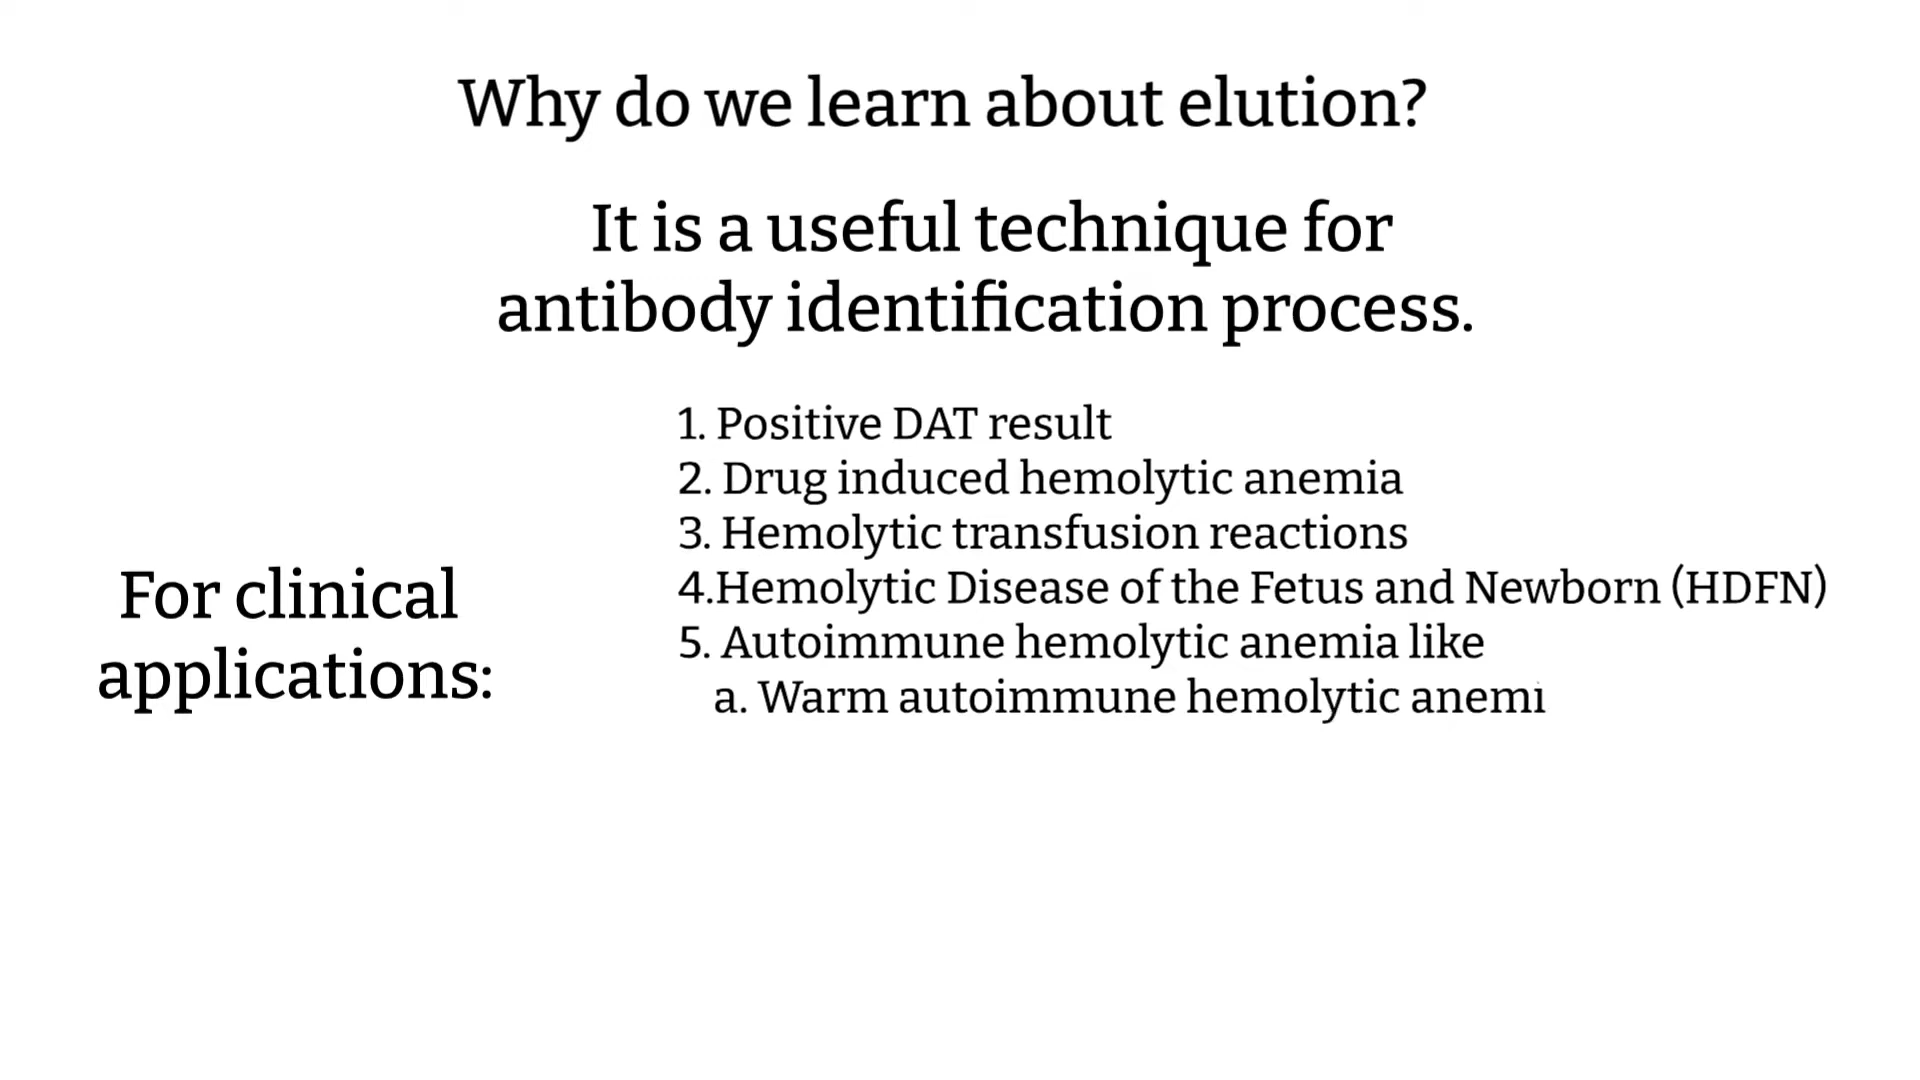 Why do we learn about elution?
It is a useful technique for
antibody identification process.
For clinical
applications:
1. Positive DAT result
2. Drug induced hemolytic anemia
3. Hemolytic transfusion reactions
4.Hemolytic Disease of the Fetus and Newborn (HDFN)
5. Autoimmune hemolytic anemia like
a. Warm autoimmune hemolytic anemi